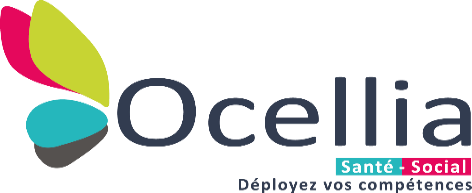 Ocellia
Santé - Social
Déployez vos compétences